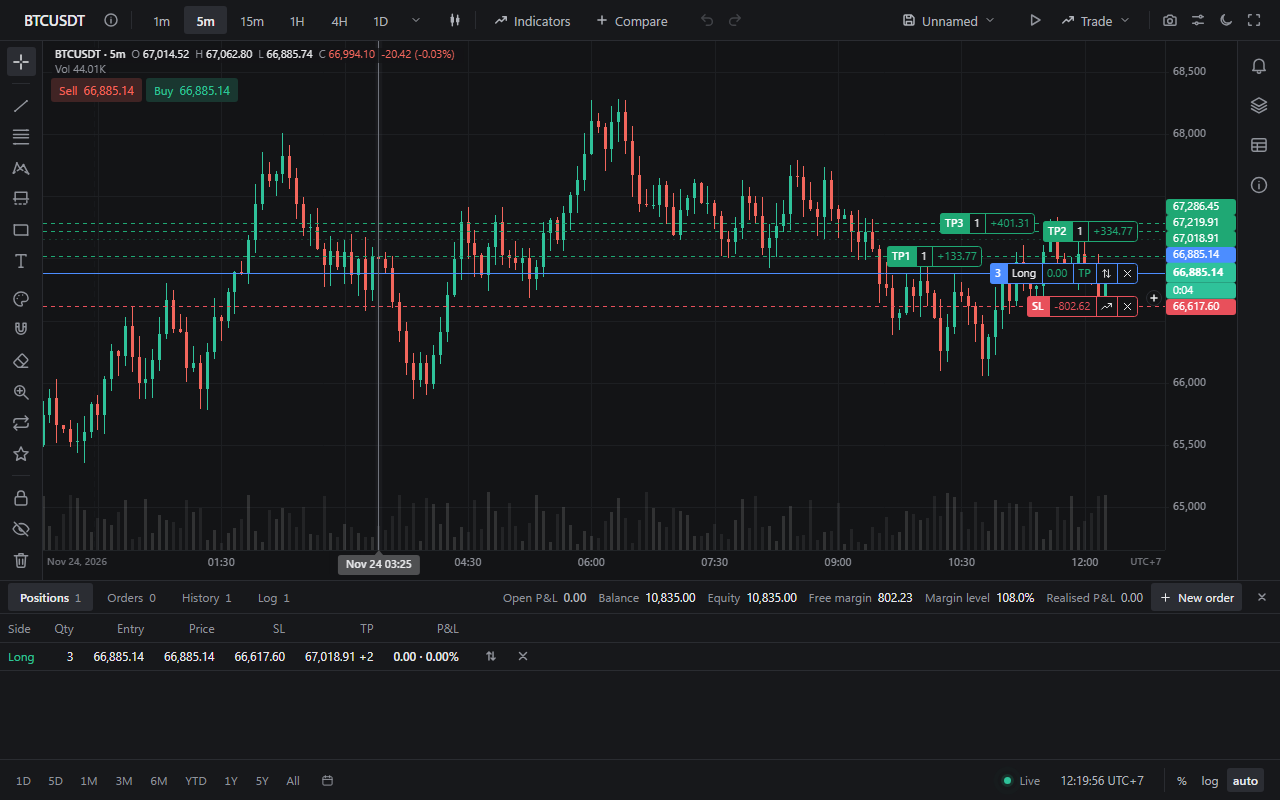 BTCUSDT 1m 5m 15m 1H 4H 1D Indicators Compare Unnamed Trade
BTCUSDT · 5m O 67,014.52 H 67,062.80 L 66,885.74 C 66,994.10 -20.42 (-0.03%)
Vol 44.01K
Sell 66,885.14 Buy 66,885.14
68,500
68,000
67,286.45
TP3 1 +401.31 67,219.91
TP2 1 +334.77 67,018.91
TP1 1 +133.77 66,885.14
3 Long 0.00 TP 66,885.14
0:04
SL -802.62 66,617.60
66,000
65,500
65,000
Nov 24, 2026 01:30 Nov 24 03:25 04:30 06:00 07:30 09:00 10:30 12:00 UTC+7
Positions 1 Orders 0 History 1 Log 1 Open P&L 0.00 Balance 10,835.00 Equity 10,835.00 Free margin 802.23 Margin level 108.0% Realised P&L 0.00 New order
Side Qty Entry Price SL TP P&L
Long 3 66,885.14 66,885.14 66,617.60 67,018.91 +2 0.00 · 0.00%
1D 5D 1M 3M 6M YTD 1Y 5Y All Live 12:19:56 UTC+7 % log auto